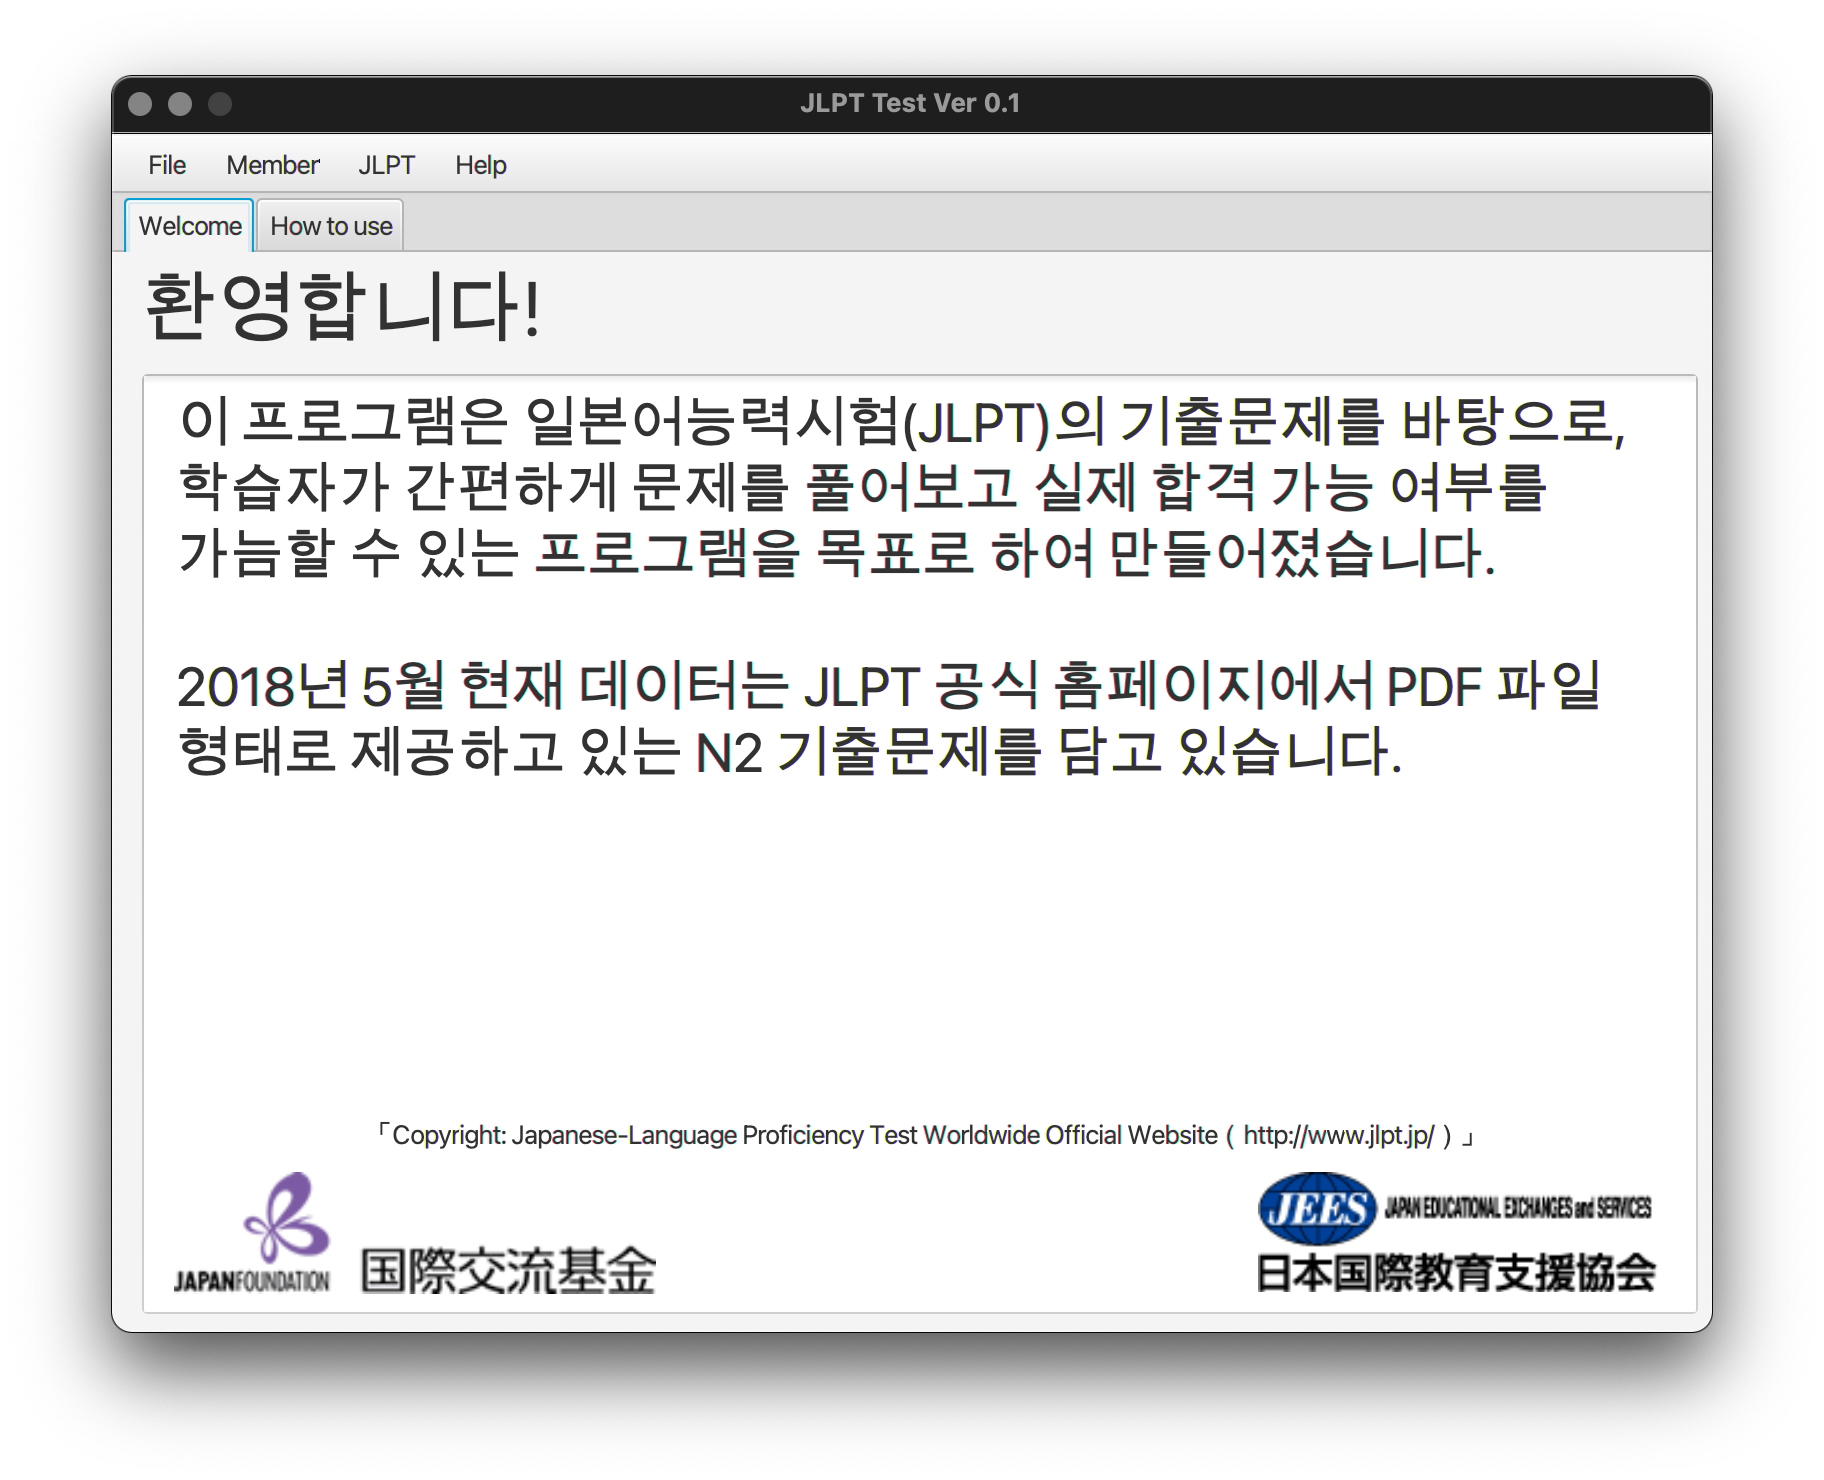 JLPT Test Ver 0.1
File Member JLPT Help
Welcome How to use
환영합니다!
이 프로그램은 일본어능력시험(JLPT)의 기출문제를 바탕으로,
학습자가 간편하게 문제를 풀어보고 실제 합격 가능 여부를
가늠할 수 있는 프로그램을 목표로 하여 만들어졌습니다.
2018년 5월 현재 데이터는 JLPT 공식 홈페이지에서 PDF 파일
형태로 제공하고 있는 N2 기출문제를 담고 있습니다.
「Copyright: Japanese-Language Proficiency Test Worldwide Official Website ( http://www.jlpt.jp/ ) 」
JAPANFOUNDATION 国際交流基金
JEES JAPAN EDUCATIONAL EXCHANGES and SERVICES
日本国際教育支援協会